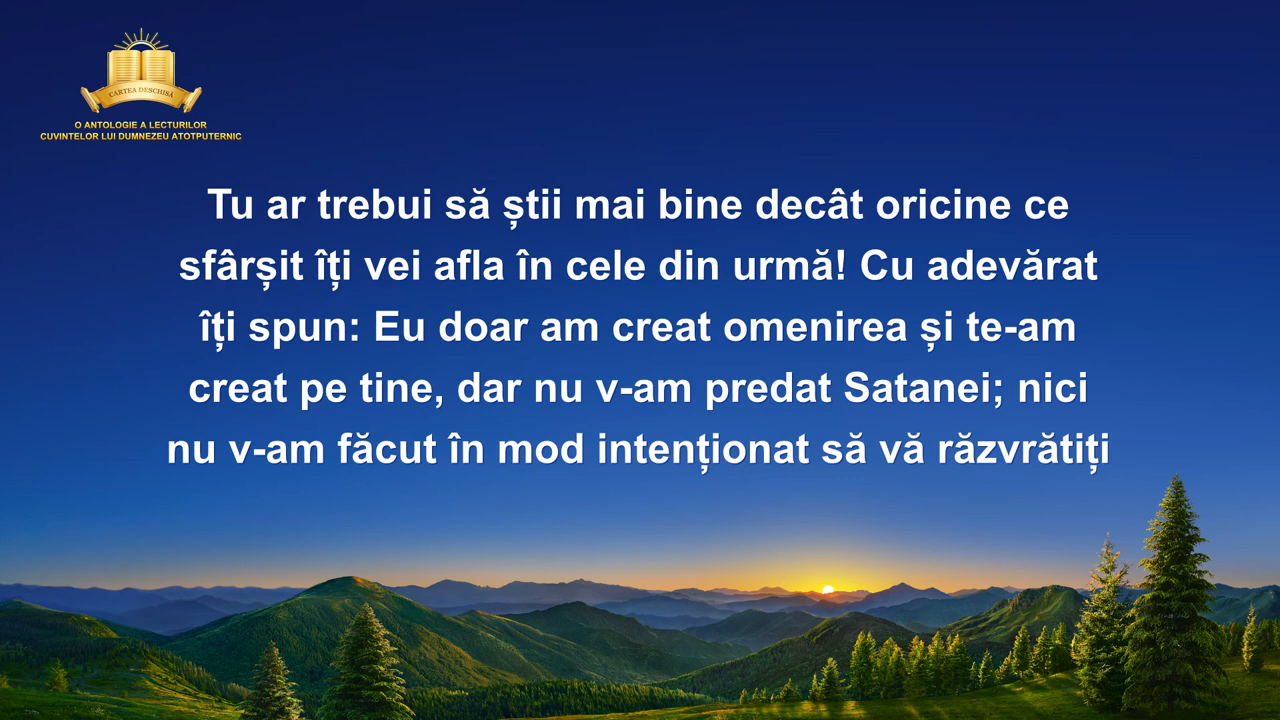 CARTEA DESCHISĂ
O ANTOLOGIE A LECTURILOR
CUVINTELOR LUI DUMNEZEU ATOTPUTERNIC
Tu ar trebui să știi mai bine decât oricine ce
sfârșit îți vei afla în cele din urmă! Cu adevărat
îți spun: Eu doar am creat omenirea și te-am
creat pe tine, dar nu v-am predat Satanei; nici
nu v-am făcut în mod intenționat să vă răzvrătiți